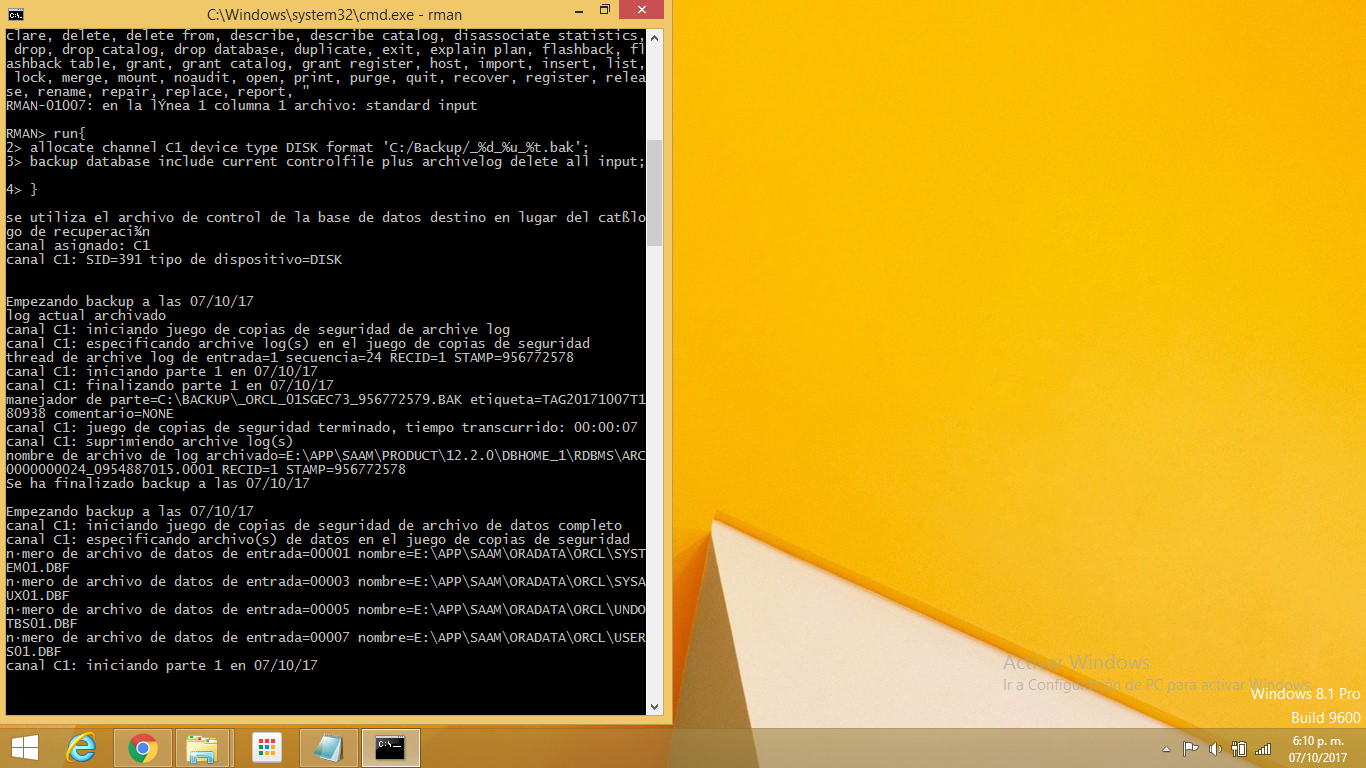 C:\Windows\system32\cmd.exe - rman
clare, delete, delete from, describe, describe catalog, disassociate statistics,
drop, drop catalog, drop database, duplicate, exit, explain plan, flashback, fl
ashback table, grant, grant catalog, grant register, host, import, insert, list,
lock, merge, mount, noaudit, open, print, purge, quit, recover, register, relea
se, rename, repair, replace, report, "
RMAN-01007: en la lÝnea 1 columna 1 archivo: standard input
RMAN> run{
2> allocate channel C1 device type DISK format 'C:/Backup/_%d_%u_%t.bak';
3> backup database include current controlfile plus archivelog delete all input;
4> }
se utiliza el archivo de control de la base de datos destino en lugar del catßlo
go de recuperaci¾n
canal asignado: C1
canal C1: SID=391 tipo de dispositivo=DISK
Empezando backup a las 07/10/17
log actual archivado
canal C1: iniciando juego de copias de seguridad de archive log
canal C1: especificando archive log(s) en el juego de copias de seguridad
thread de archive log de entrada=1 secuencia=24 RECID=1 STAMP=956772578
canal C1: iniciando parte 1 en 07/10/17
canal C1: finalizando parte 1 en 07/10/17
manejador de parte=C:\BACKUP\_ORCL_01SGEC73_956772579.BAK etiqueta=TAG20171007T1
80938 comentario=NONE
canal C1: juego de copias de seguridad terminado, tiempo transcurrido: 00:00:07
canal C1: suprimiendo archive log(s)
nombre de archivo de log archivado=E:\APP\SAAM\PRODUCT\12.2.0\DBHOME_1\RDBMS\ARC
0000000024_0954887015.0001 RECID=1 STAMP=956772578
Se ha finalizado backup a las 07/10/17
Empezando backup a las 07/10/17
canal C1: iniciando juego de copias de seguridad de archivo de datos completo
canal C1: especificando archivo(s) de datos en el juego de copias de seguridad
n·mero de archivo de datos de entrada=00001 nombre=E:\APP\SAAM\ORADATA\ORCL\SYST
EM01.DBF
n·mero de archivo de datos de entrada=00003 nombre=E:\APP\SAAM\ORADATA\ORCL\SYSA
UX01.DBF
n·mero de archivo de datos de entrada=00005 nombre=E:\APP\SAAM\ORADATA\ORCL\UNDO
TBS01.DBF
n·mero de archivo de datos de entrada=00007 nombre=E:\APP\SAAM\ORADATA\ORCL\USER
S01.DBF
canal C1: iniciando parte 1 en 07/10/17
Activar Windows
Ir a Configuración de PC para activar Windows.
Windows 8.1 Pro
Build 9600
6:10 p. m.
07/10/2017